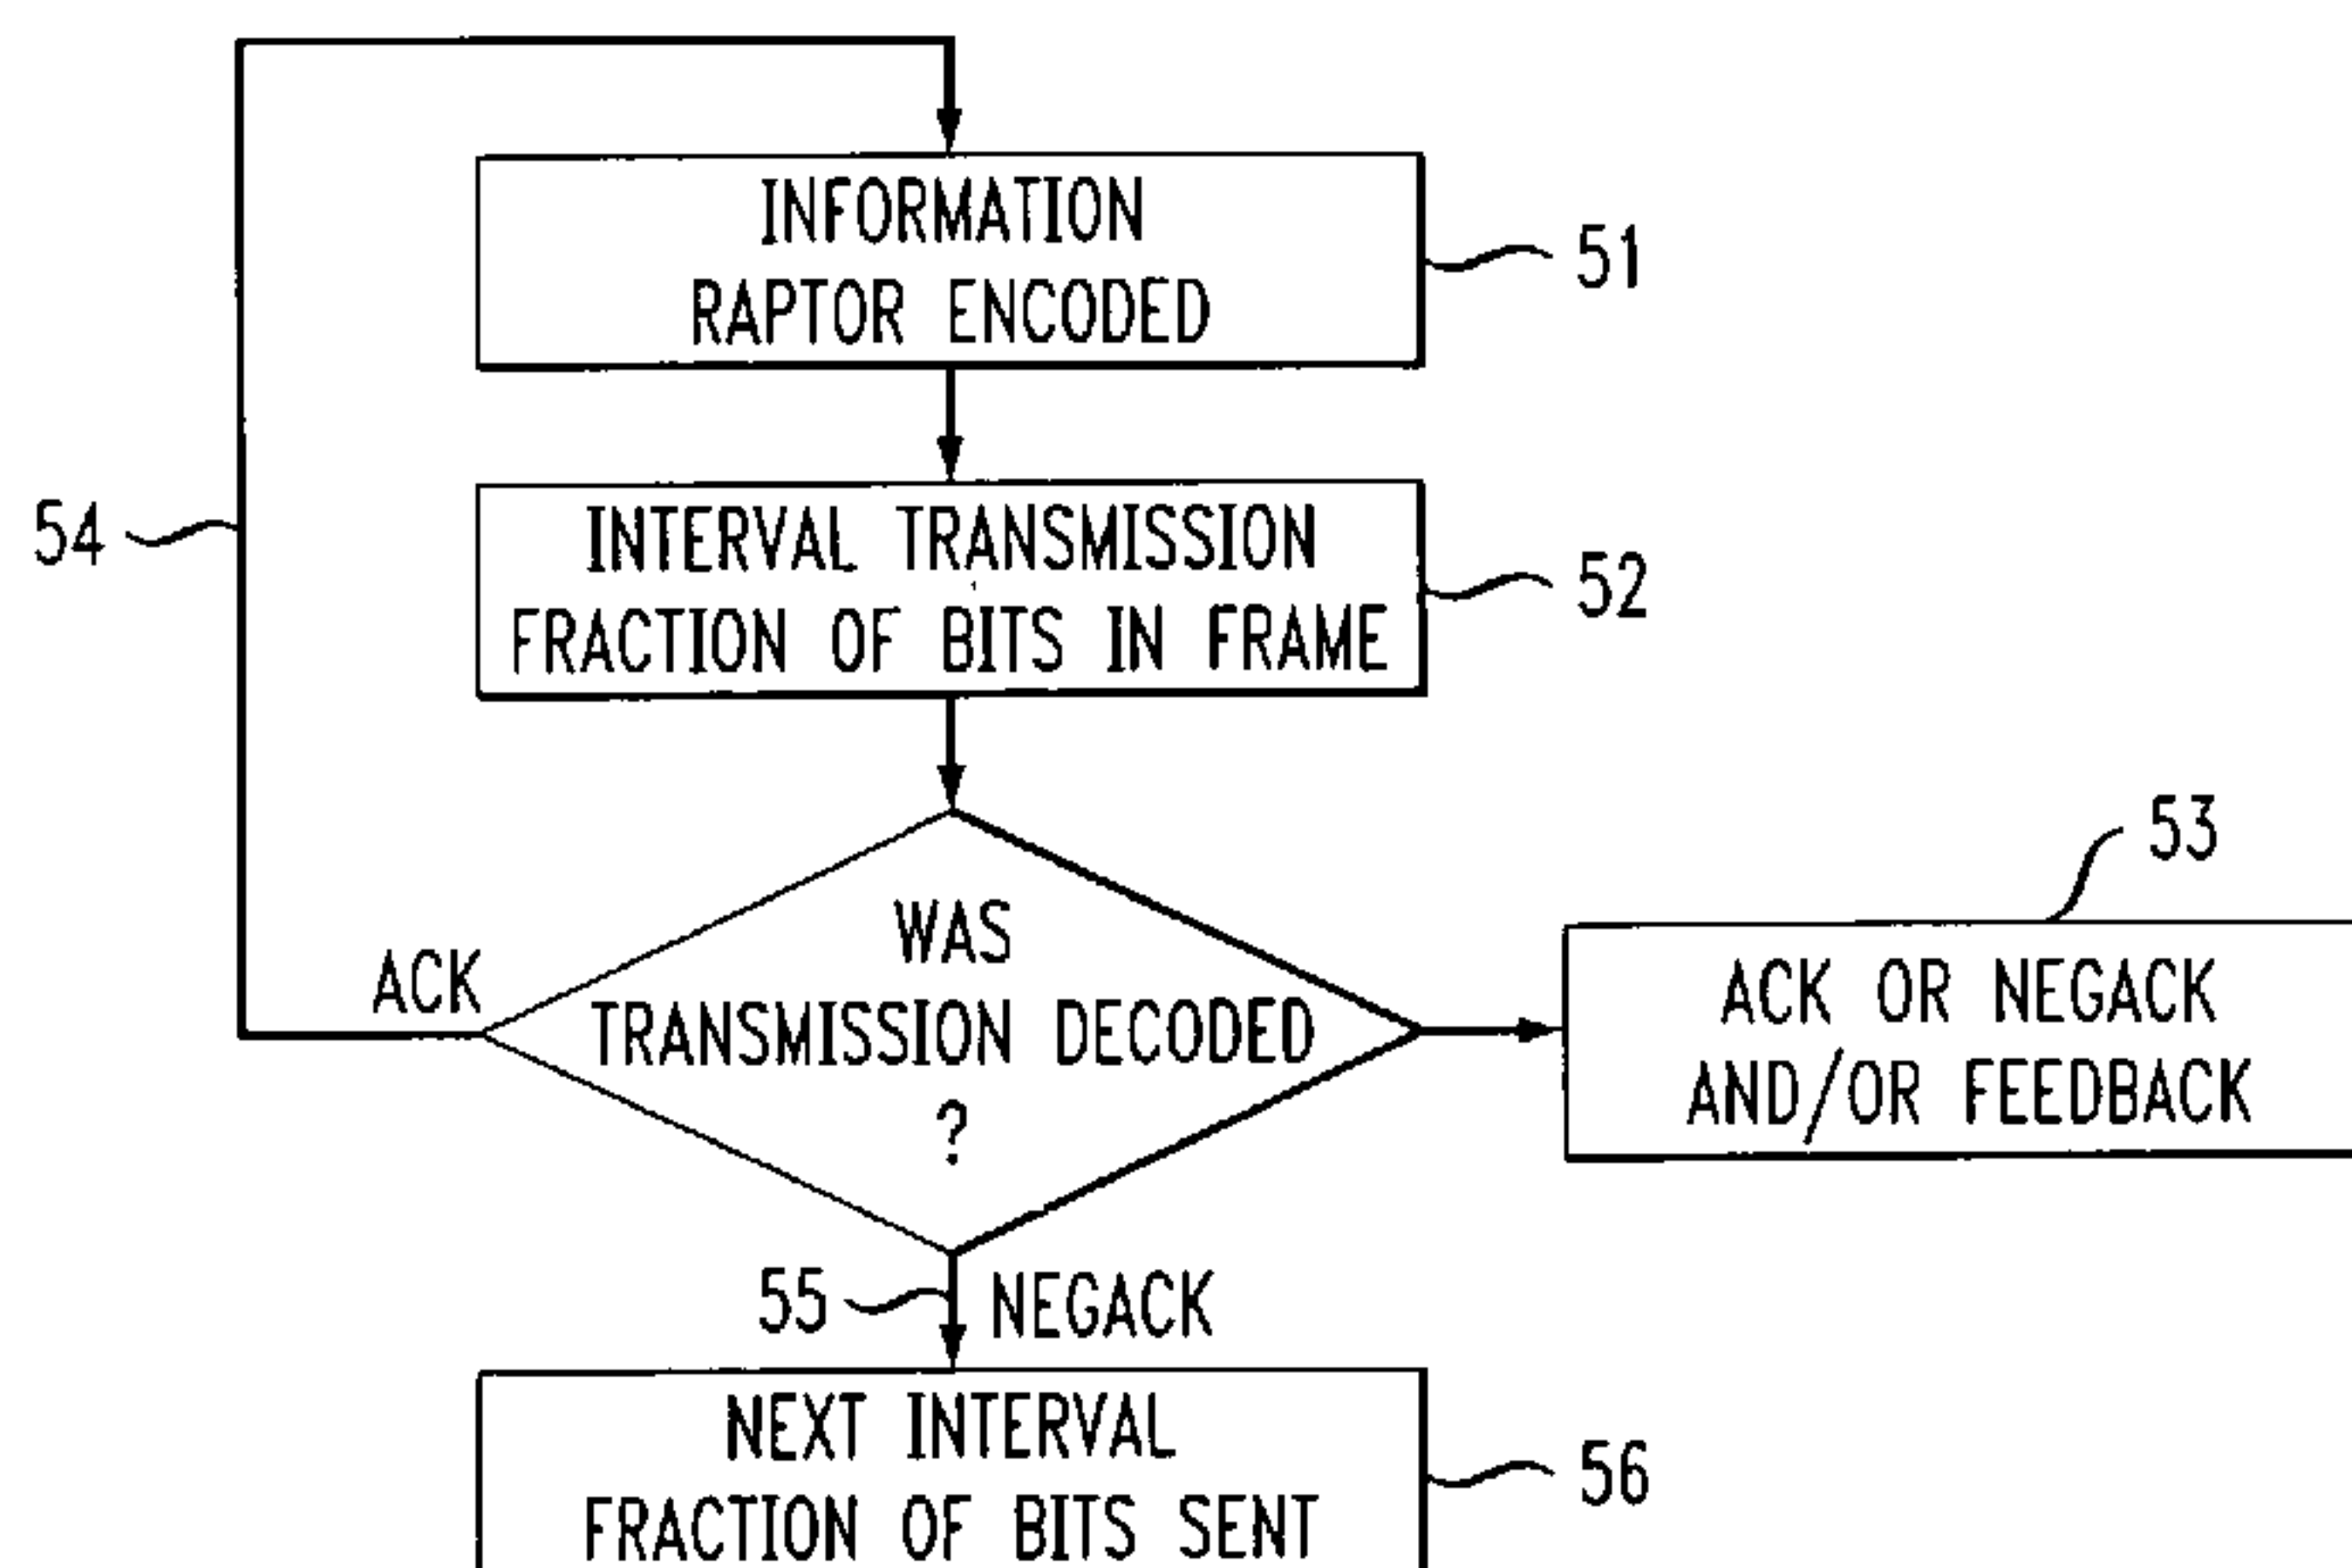 INFORMATION
RAPTOR ENCODED
51
INTERVAL TRANSMISSION
FRACTION OF BITS IN FRAME
52
54
53
WAS
TRANSMISSION DECODED
?
ACK
ACK OR NEGACK
AND/OR FEEDBACK
55
NEGACK
NEXT INTERVAL
FRACTION OF BITS SENT
56